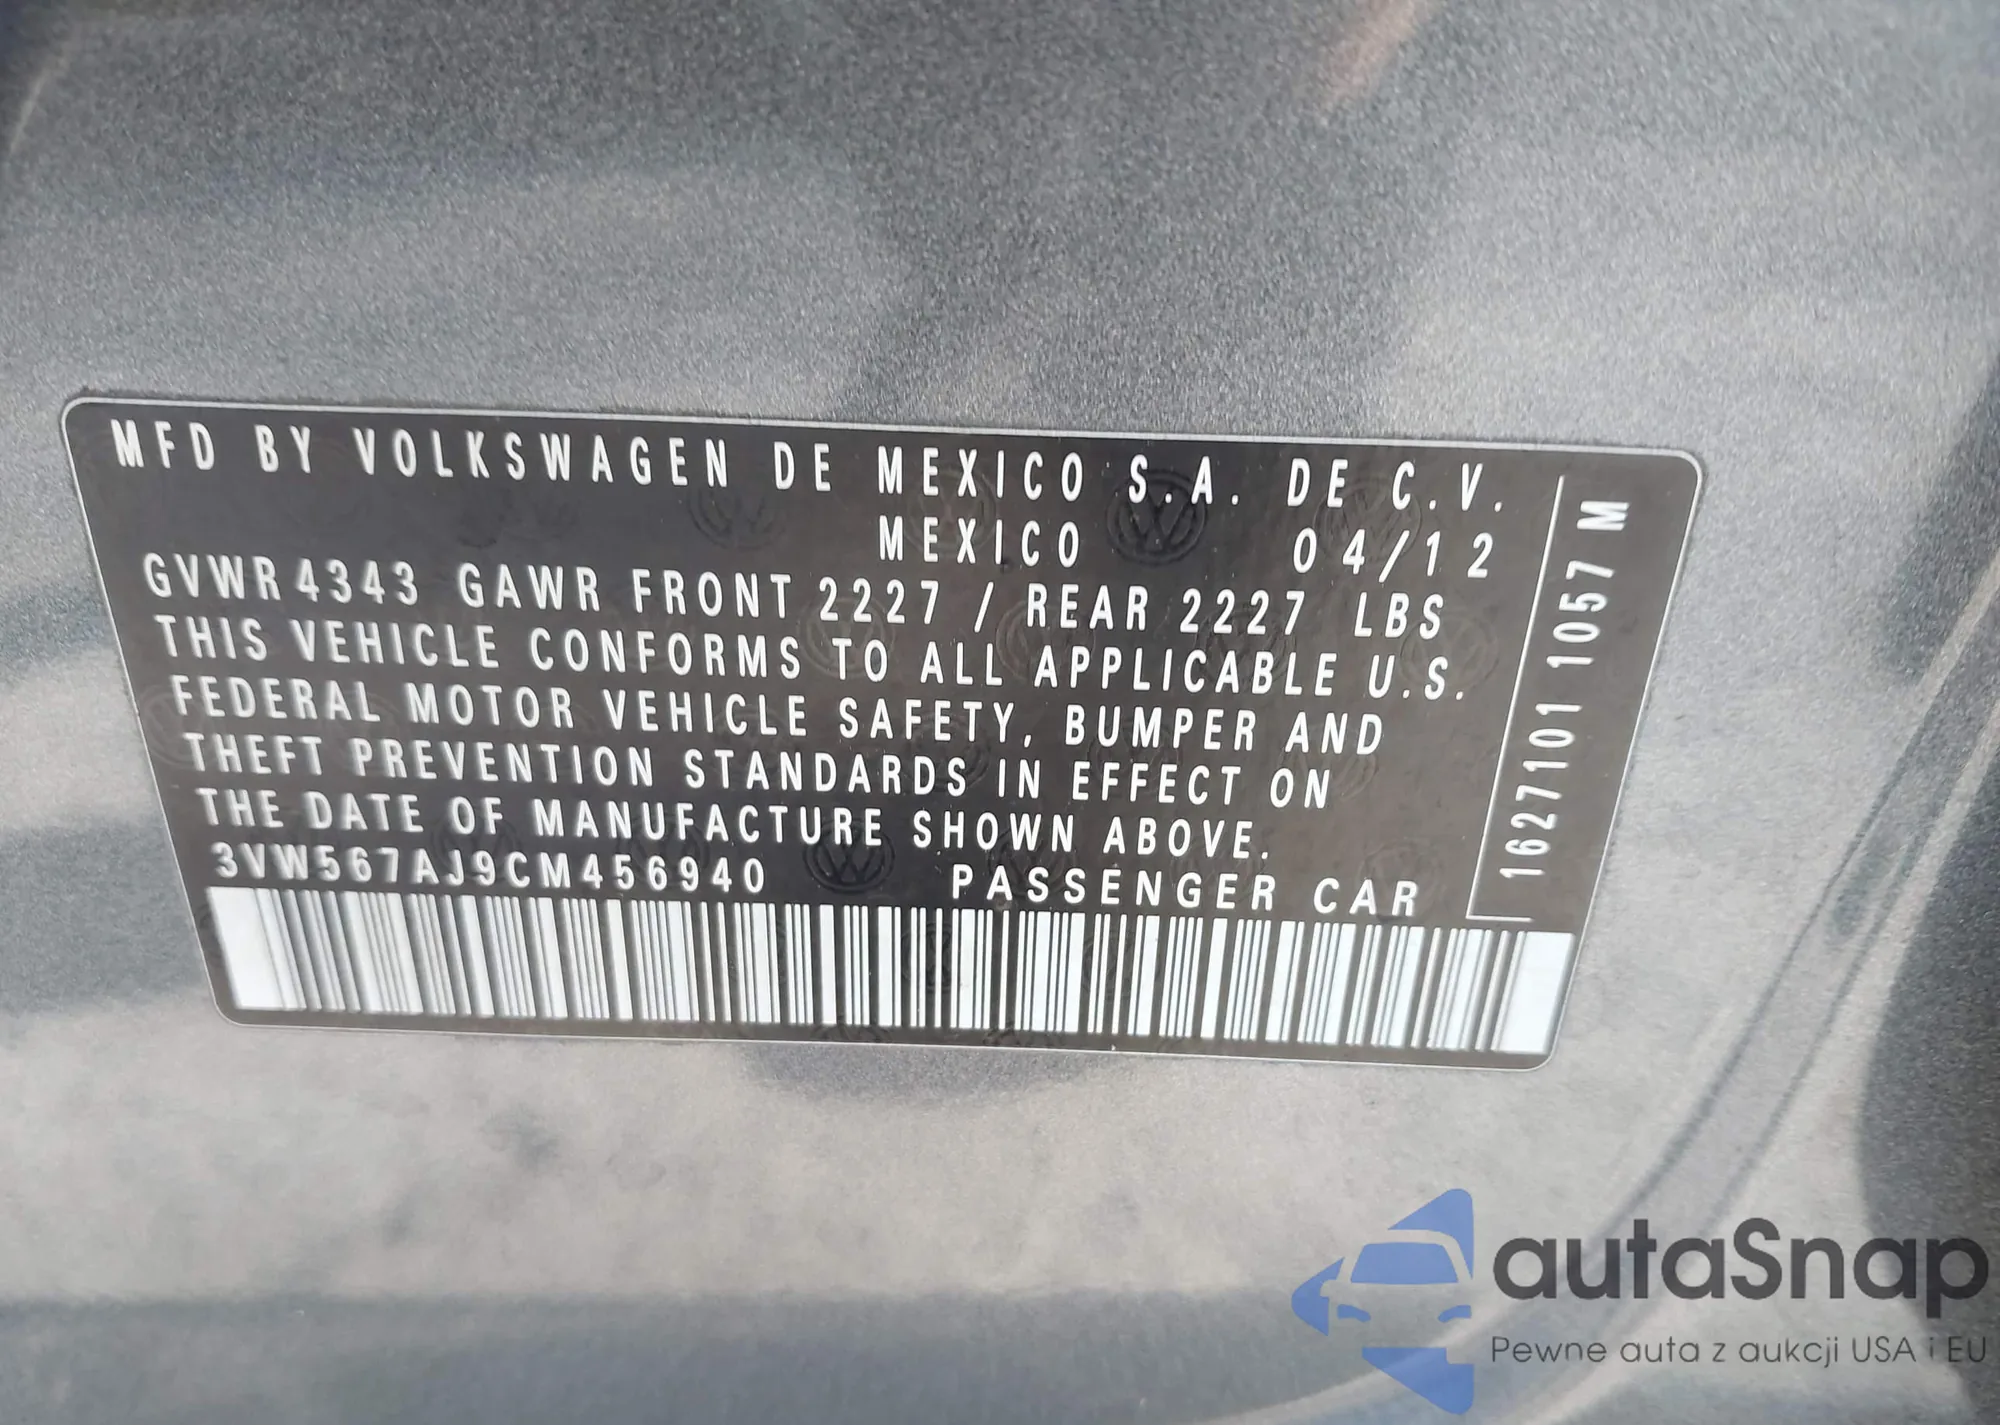 MFD BY VOLKSWAGEN DE MEXICO S.A. DE C.V.
MEXICO 04/12
GVWR 4343 GAWR FRONT 2227 / REAR 2227 LBS
THIS VEHICLE CONFORMS TO ALL APPLICABLE U.S.
FEDERAL MOTOR VEHICLE SAFETY, BUMPER AND
THEFT PREVENTION STANDARDS IN EFFECT ON
THE DATE OF MANUFACTURE SHOWN ABOVE.
3VW567AJ9CM456940 PASSENGER CAR
1627101 1057 M
autaSnap
Pewne auta z aukcji USA i EU